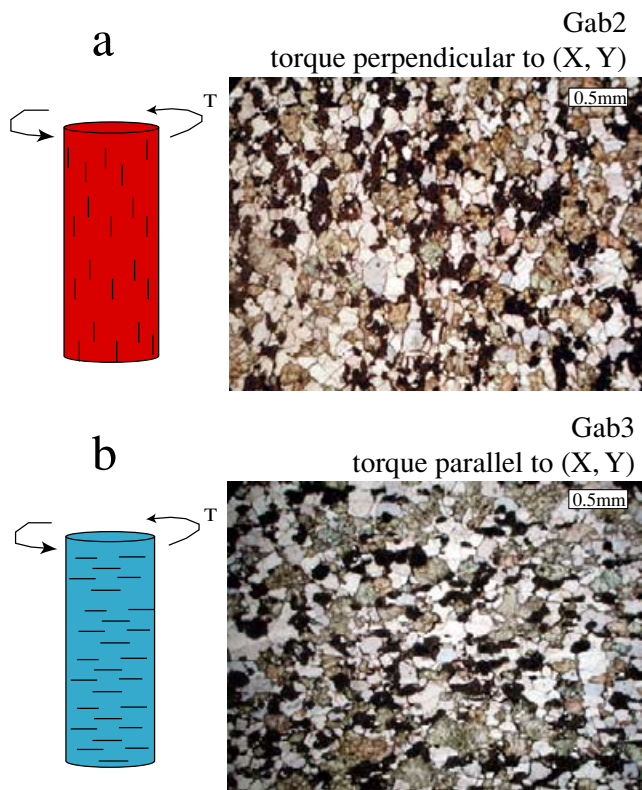 a
Gab2
torque perpendicular to (X, Y)
T
0.5mm
b
Gab3
torque parallel to (X, Y)
T
0.5mm